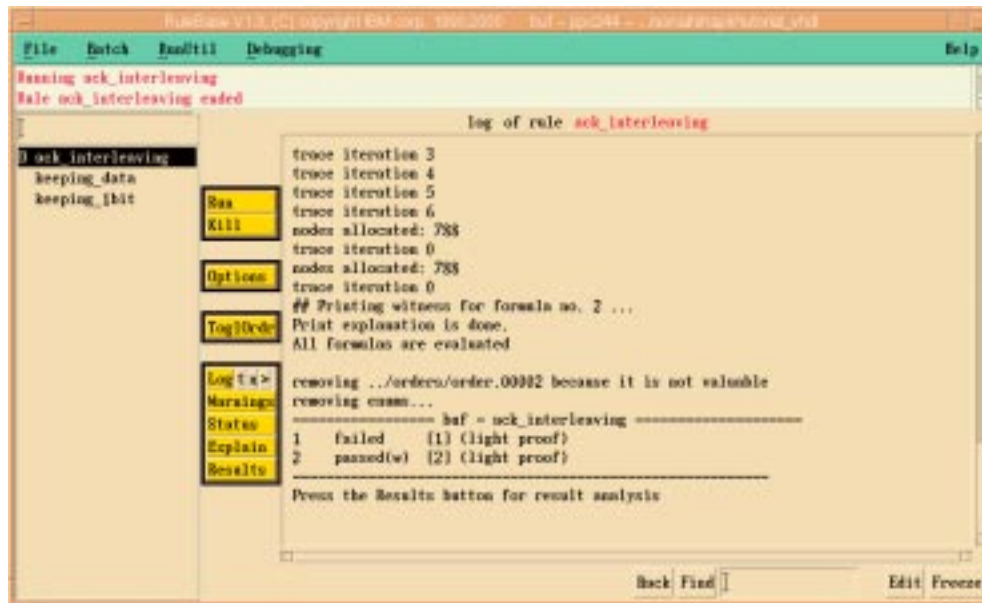 RuleBase V1.3, (C) copyright IBM corp. buf -
File Batch RunUtil Debugging Help
Running ack_interleaving
Rule ack_interleaving ended
log of rule ack_interleaving
D ack_interleaving
keeping_data
keeping_1bit
Run
Kill
Options
ToglOrdr
Log >
Warnings
Status
Explain
Results
trace iteration 3
trace iteration 4
trace iteration 5
trace iteration 6
nodes allocated: 788
trace iteration 0
nodes allocated: 788
trace iteration 0
## Printing witness for formula no. 2 ...
Print explanation is done.
All formulas are evaluated
removing ../orders/order.00002 because it is not valuable
removing enums...
------------------ buf - ack_interleaving ---------------------
1 failed [1] (light proof)
2 passed(w) [2] (light proof)
------------------------------------------------------------
Press the Results button for result analysis
Back Find Edit Freeze